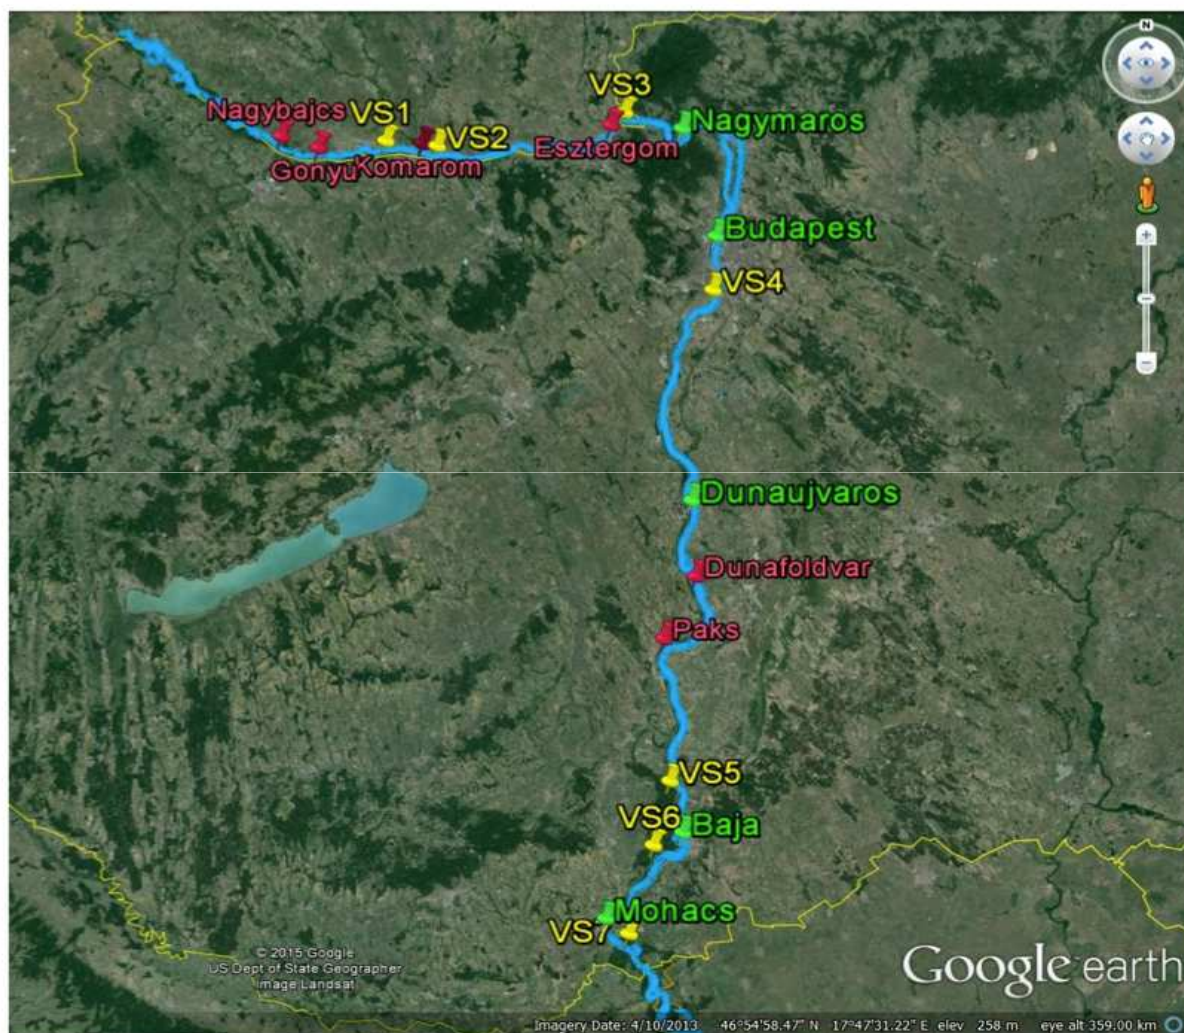 N
VS3
Nagybajcs
VS1
Nagymaros
VS2
Esztergom
Gonyu
Komarom
Budapest
VS4
Dunaujvaros
Dunafoldvar
Paks
VS5
VS6
Baja
Mohacs
VS7
© 2015 Google
US Dept of State Geographer
Image Landsat
Google earth
Imagery Date: 4/10/2013 46°54'58.47" N 17°47'31.22" E elev 258 m eye alt 359.00 km